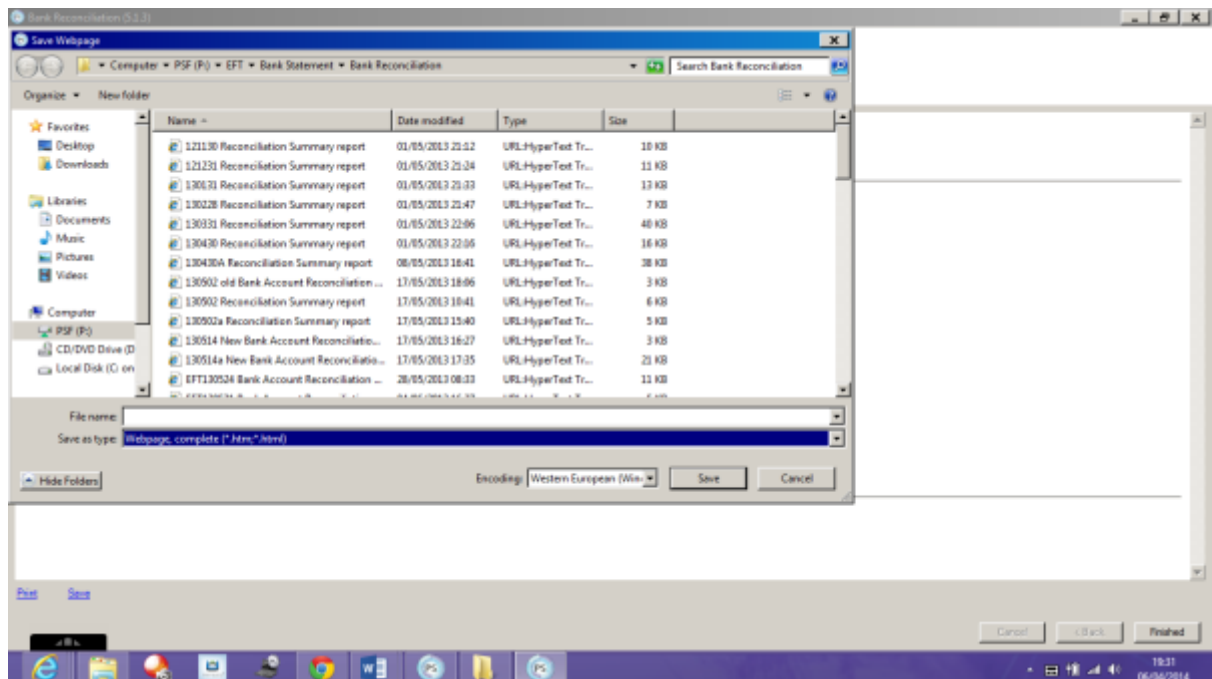 Bank Reconciliation (5.2.3)
Save Webpage
Computer PSF (P:) EFT Bank Statement Bank Reconciliation Search Bank Reconciliation
Organize New folder
Name Date modified Type Size
Favorites
Desktop
Downloads
Libraries
Documents
Music
Pictures
Videos
Computer
PSF (P:)
CD/DVD Drive (D
Local Disk (C: on
121130 Reconciliation Summary report 01/05/2013 21:12 URL:HyperText Tr... 10 KB
121231 Reconciliation Summary report 01/05/2013 21:24 URL:HyperText Tr... 11 KB
130131 Reconciliation Summary report 01/05/2013 21:33 URL:HyperText Tr... 13 KB
130228 Reconciliation Summary report 01/05/2013 21:47 URL:HyperText Tr... 7 KB
130331 Reconciliation Summary report 01/05/2013 22:06 URL:HyperText Tr... 40 KB
130430 Reconciliation Summary report 01/05/2013 22:16 URL:HyperText Tr... 16 KB
130430A Reconciliation Summary report 08/05/2013 16:41 URL:HyperText Tr... 38 KB
130502 old Bank Account Reconciliation ... 17/05/2013 18:06 URL:HyperText Tr... 3 KB
130502 Reconciliation Summary report 17/05/2013 10:41 URL:HyperText Tr... 6 KB
130502a Reconciliation Summary report 17/05/2013 15:40 URL:HyperText Tr... 5 KB
130514 New Bank Account Reconciliatio... 17/05/2013 16:27 URL:HyperText Tr... 3 KB
130514a New Bank Account Reconciliatio... 17/05/2013 17:35 URL:HyperText Tr... 21 KB
EFT130524 Bank Account Reconciliation ... 28/05/2013 08:33 URL:HyperText Tr... 11 KB
File name:
Save as type: Webpage, complete (*.htm;*.html)
Hide Folders Encoding: Western European (Win- Save Cancel
Print Save
Cancel < Back Finished
19:31
06/04/2014